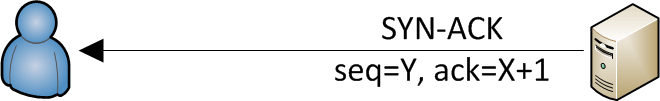 SYN-ACK
seq=Y, ack=X+1